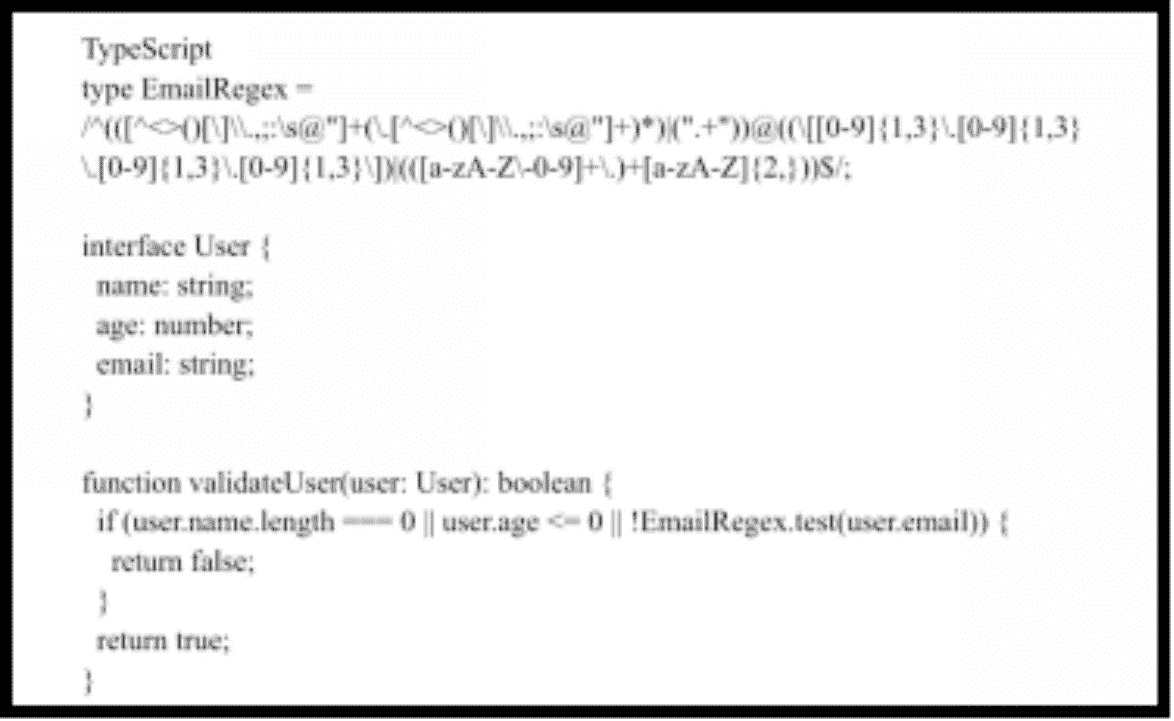 TypeScript
type EmailRegex =
/^(([^<>()[\]\\.,;:\s@"]+(\.[^<>()[\]\\.,;:\s@"]+)*)|(".+"))@((\[[0-9]{1,3}\.[0-9]{1,3}
\.[0-9]{1,3}\.[0-9]{1,3}\])|(([a-zA-Z\-0-9]+\.)+[a-zA-Z]{2,}))$/;
interface User {
name: string;
age: number;
email: string;
}
function validateUser(user: User): boolean {
if (user.name.length === 0 || user.age <= 0 || !EmailRegex.test(user.email)) {
return false;
}
return true;
}